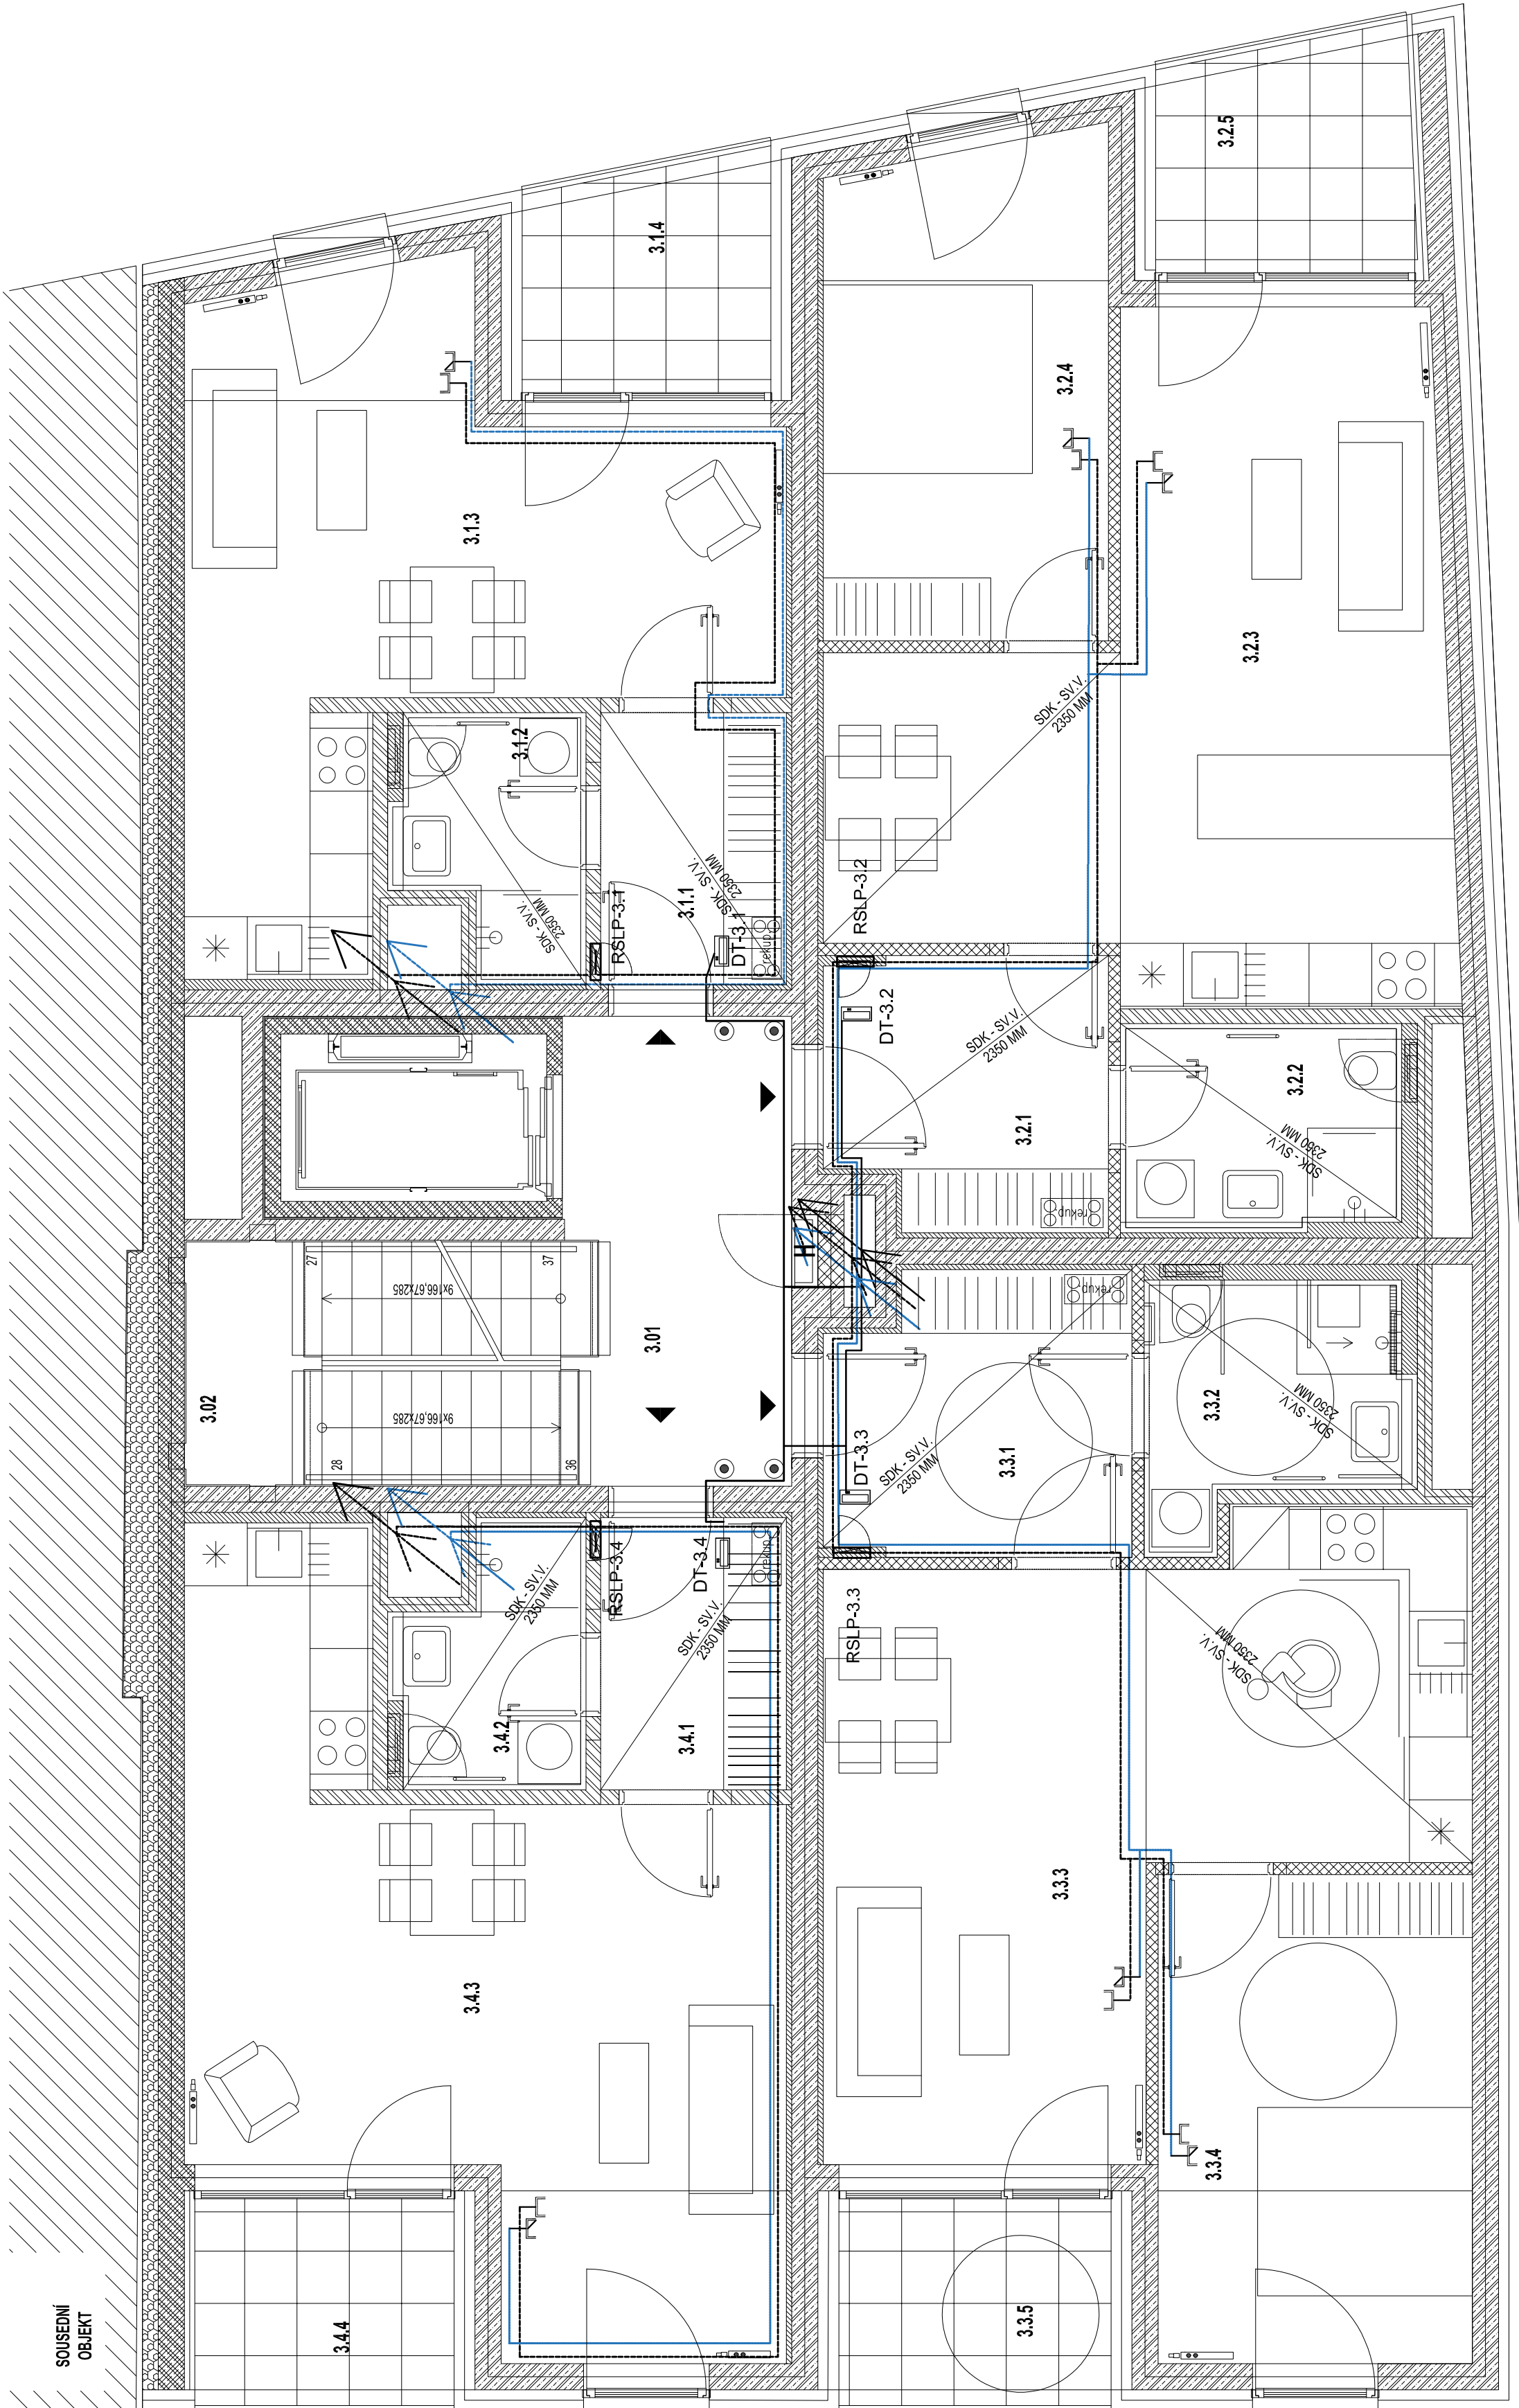 SOUSEDNÍ
OBJEKT
3.4.4
3.4.3
3.4.2
3.4.1
SDK - SV.V.
2350 MM
SDK - SV.V.
2350 MM
RSLP-3.4
DT-3.4
rekup
3.02
28
36
9x166,67x285
27
37
9x166,67x285
3.01
H
3.1.1
3.1.2
3.1.3
3.1.4
SDK - SV.V.
2350 MM
SDK - SV.V.
2350 MM
RSLP-3.1
DT-3.1
rekup
3.3.5
3.3.4
3.3.3
3.3.2
3.3.1
RSLP-3.3
DT-3.3
SDK - SV.V.
2350 MM
SDK - SV.V.
2350 MM
SDK - SV.V.
2350 MM
rekup
3.2.1
3.2.2
3.2.3
3.2.4
3.2.5
RSLP-3.2
DT-3.2
SDK - SV.V.
2350 MM
SDK - SV.V.
2350 MM
SDK - SV.V.
2350 MM
rekup